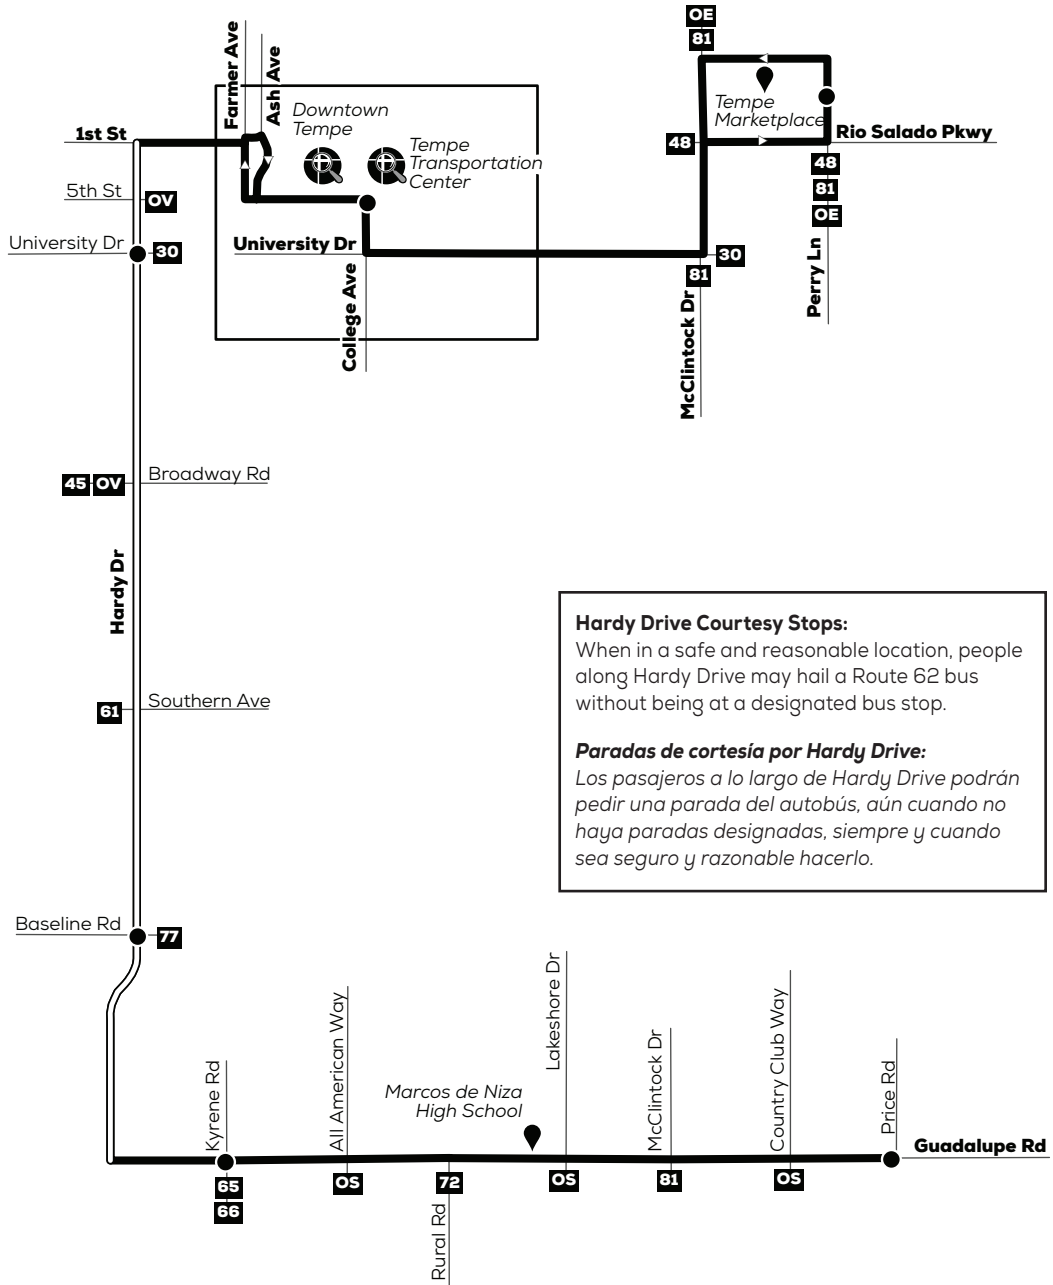 OE
81
Farmer Ave
Ash Ave
Downtown
Tempe
Tempe
Marketplace
1st St
48
Rio Salado Pkwy
Tempe
Transportation
Center
48
5th St
OV
81
OE
University Dr
30
University Dr
30
81
College Ave
McClintock Dr
Perry Ln
45
OV
Broadway Rd
Hardy Dr
Hardy Drive Courtesy Stops:
When in a safe and reasonable location, people
along Hardy Drive may hail a Route 62 bus
without being at a designated bus stop.
Paradas de cortesía por Hardy Drive:
Los pasajeros a lo largo de Hardy Drive podrán
pedir una parada del autobús, aún cuando no
haya paradas designadas, siempre y cuando
sea seguro y razonable hacerlo.
61
Southern Ave
Baseline Rd
77
Kyrene Rd
All American Way
Marcos de Niza
High School
Lakeshore Dr
McClintock Dr
Country Club Way
Price Rd
Guadalupe Rd
65
66
OS
72
Rural Rd
OS
81
OS